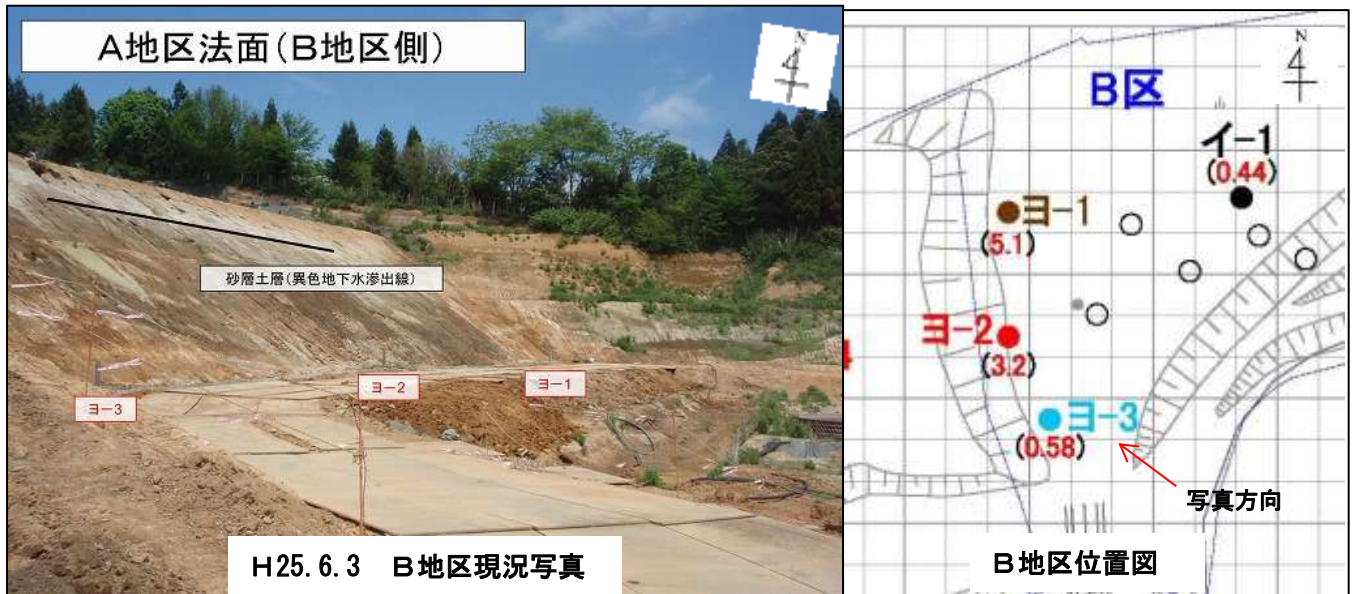 A地区法面(B地区側)
N
砂層土層(異色地下水滲出線)
ヨ-3
ヨ-2
ヨ-1
H25.6.3 B地区現況写真
N
B区
イ-1
(0.44)
ヨ-1
(5.1)
ヨ-2
(3.2)
ヨ-3
(0.58)
写真方向
B地区位置図